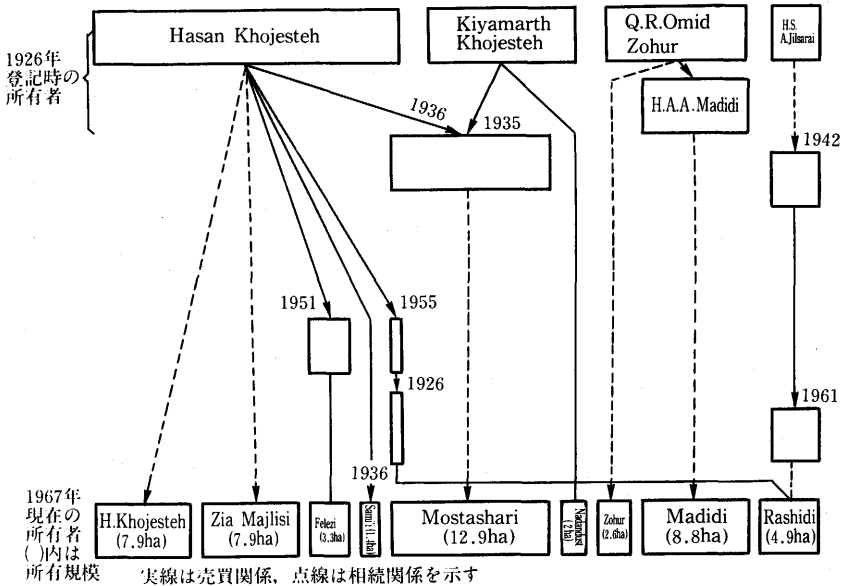 1926年
登記時の
所有者
Hasan Khojesteh
Kiyamarth
Khojesteh
Q.R.Omid
Zohur
H.S.
A.Jilsarai
H.A.A.Madidi
1936
1935
1942
1951
1955
1926
1961
1936
1967年
現在の
所有者
( )内は
所有規模
H.Khojesteh
(7.9ha)
Zia Majlisi
(7.9ha)
Felezi
(3.3ha)
Mostashari
(12.9ha)
Nadandust
(2ha)
Zohur
(2.6ha)
Madidi
(8.8ha)
Rashidi
(4.9ha)
実線は売買関係，点線は相続関係を示す